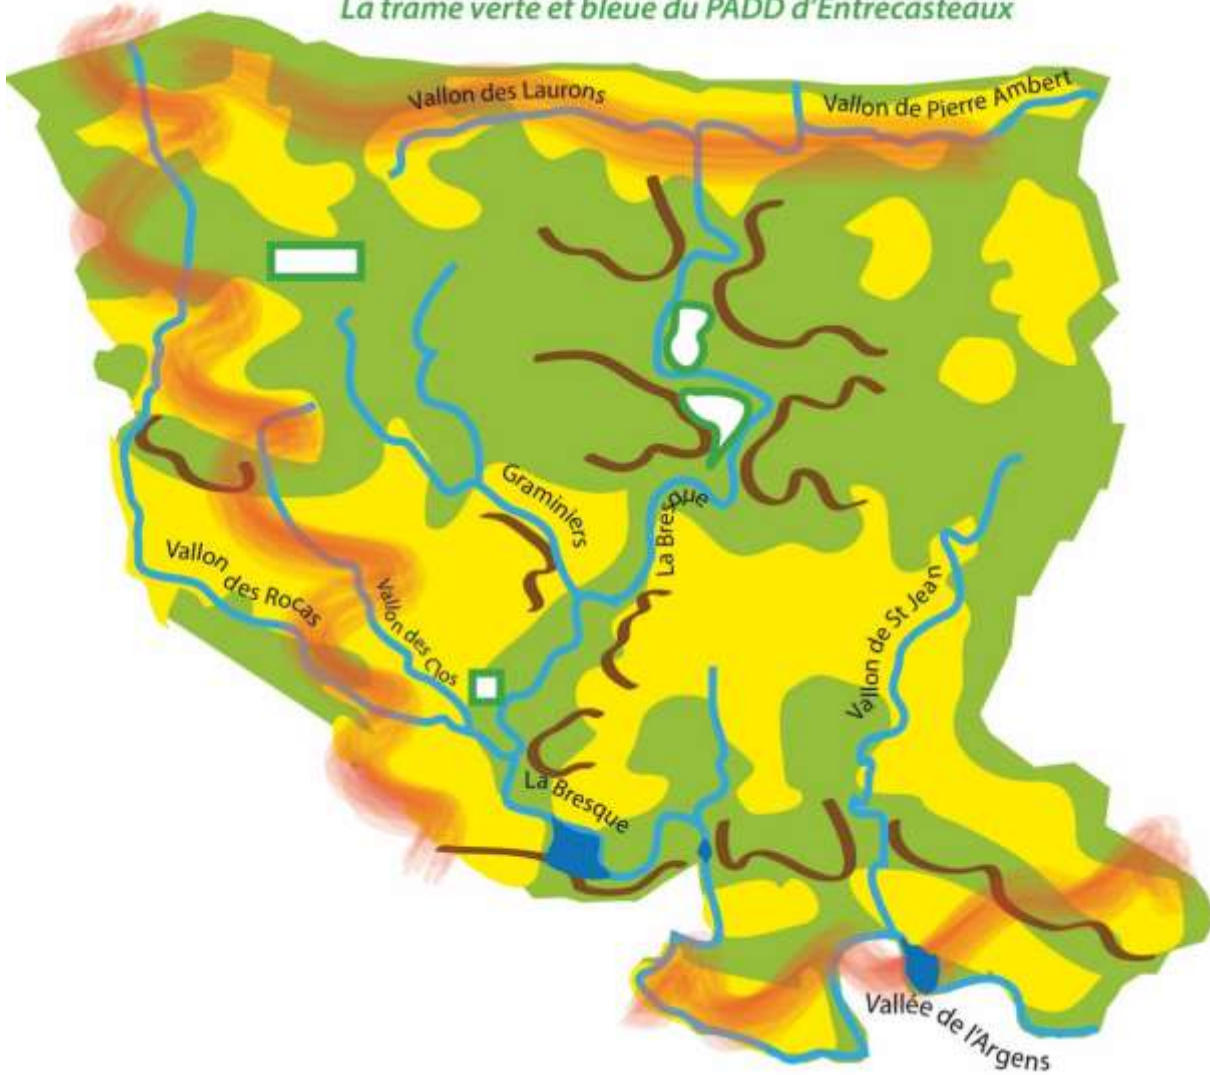 La trame verte et bleue du PADD d'Entrecasteaux
Vallon des Laurons
Vallon de Pierre Ambert
Graminiers
La Bresque
Vallon
des Rocas
Vallon des Clos
Vallon de St Jean
La Bresque
Vallée de l'Argens